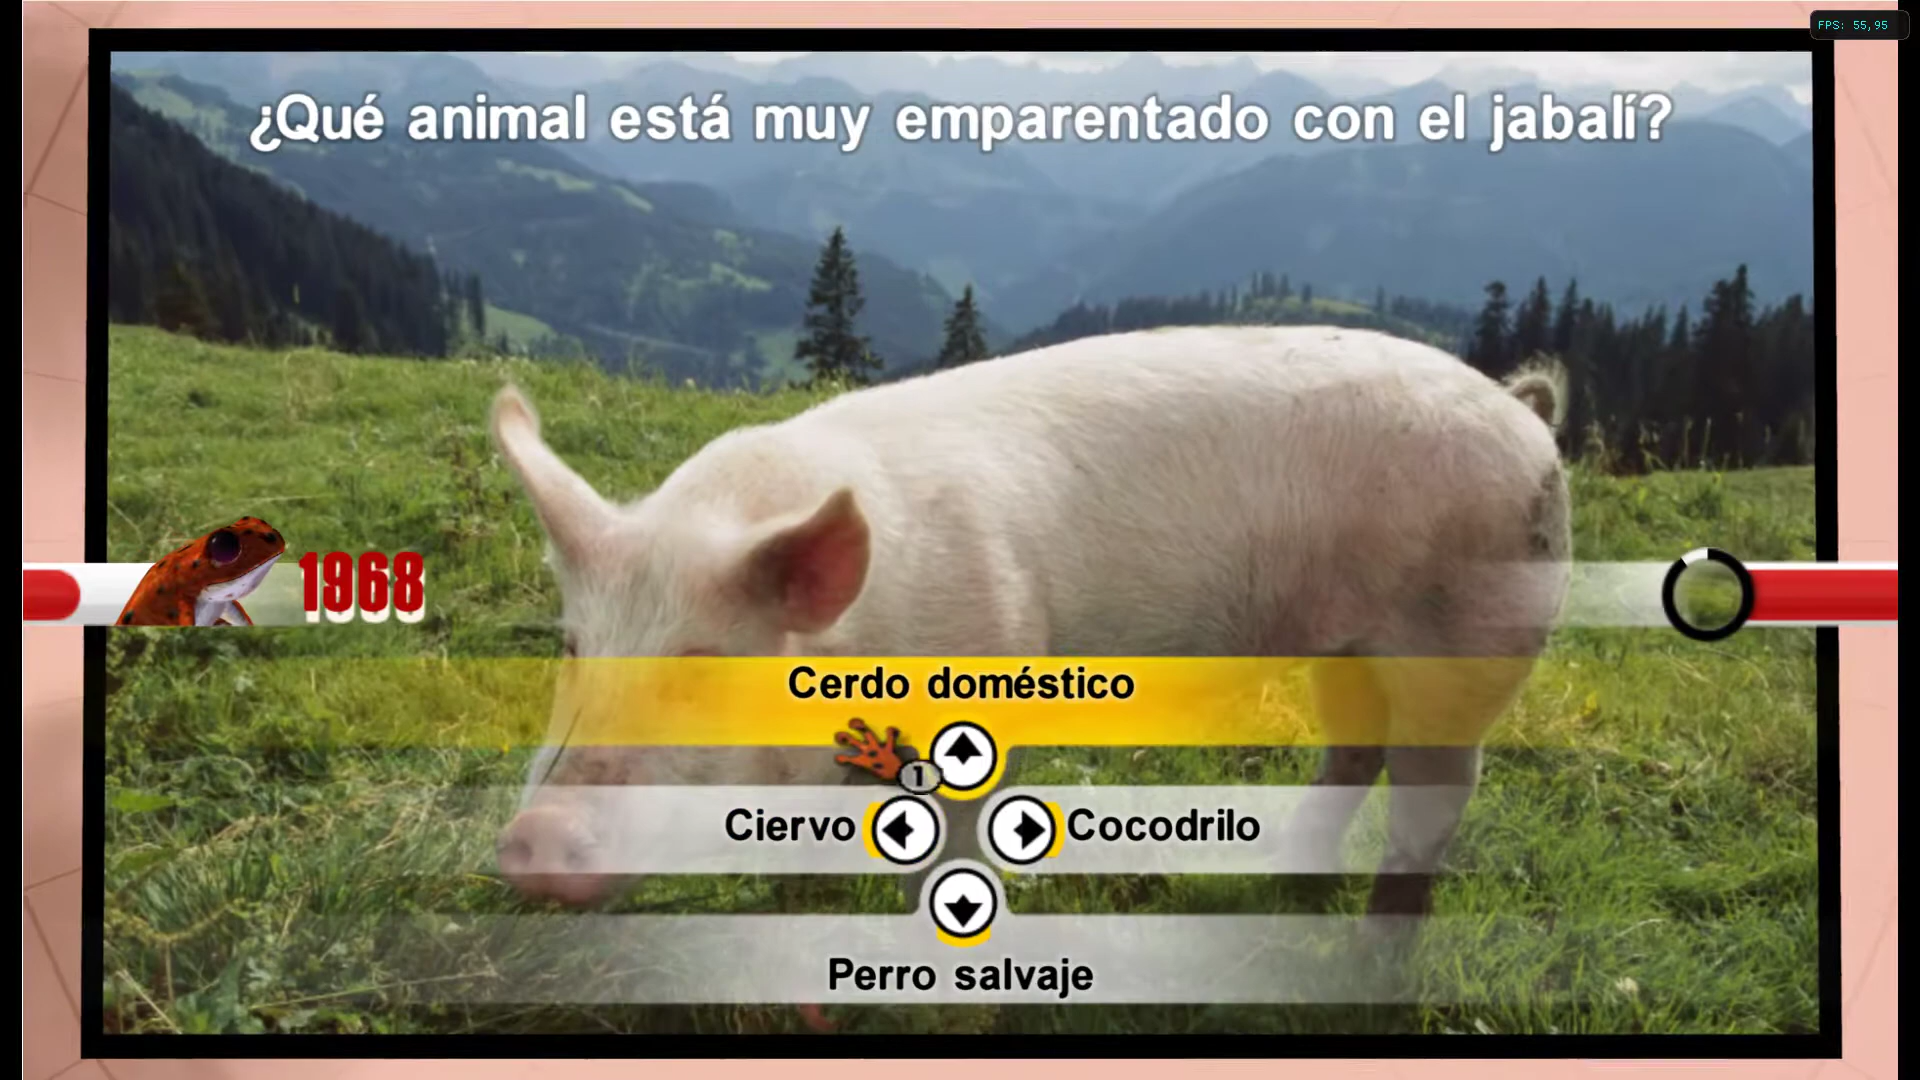 FPS: 55,95
¿Qué animal está muy emparentado con el jabalí?
1968
Cerdo doméstico
1
Ciervo
Cocodrilo
Perro salvaje